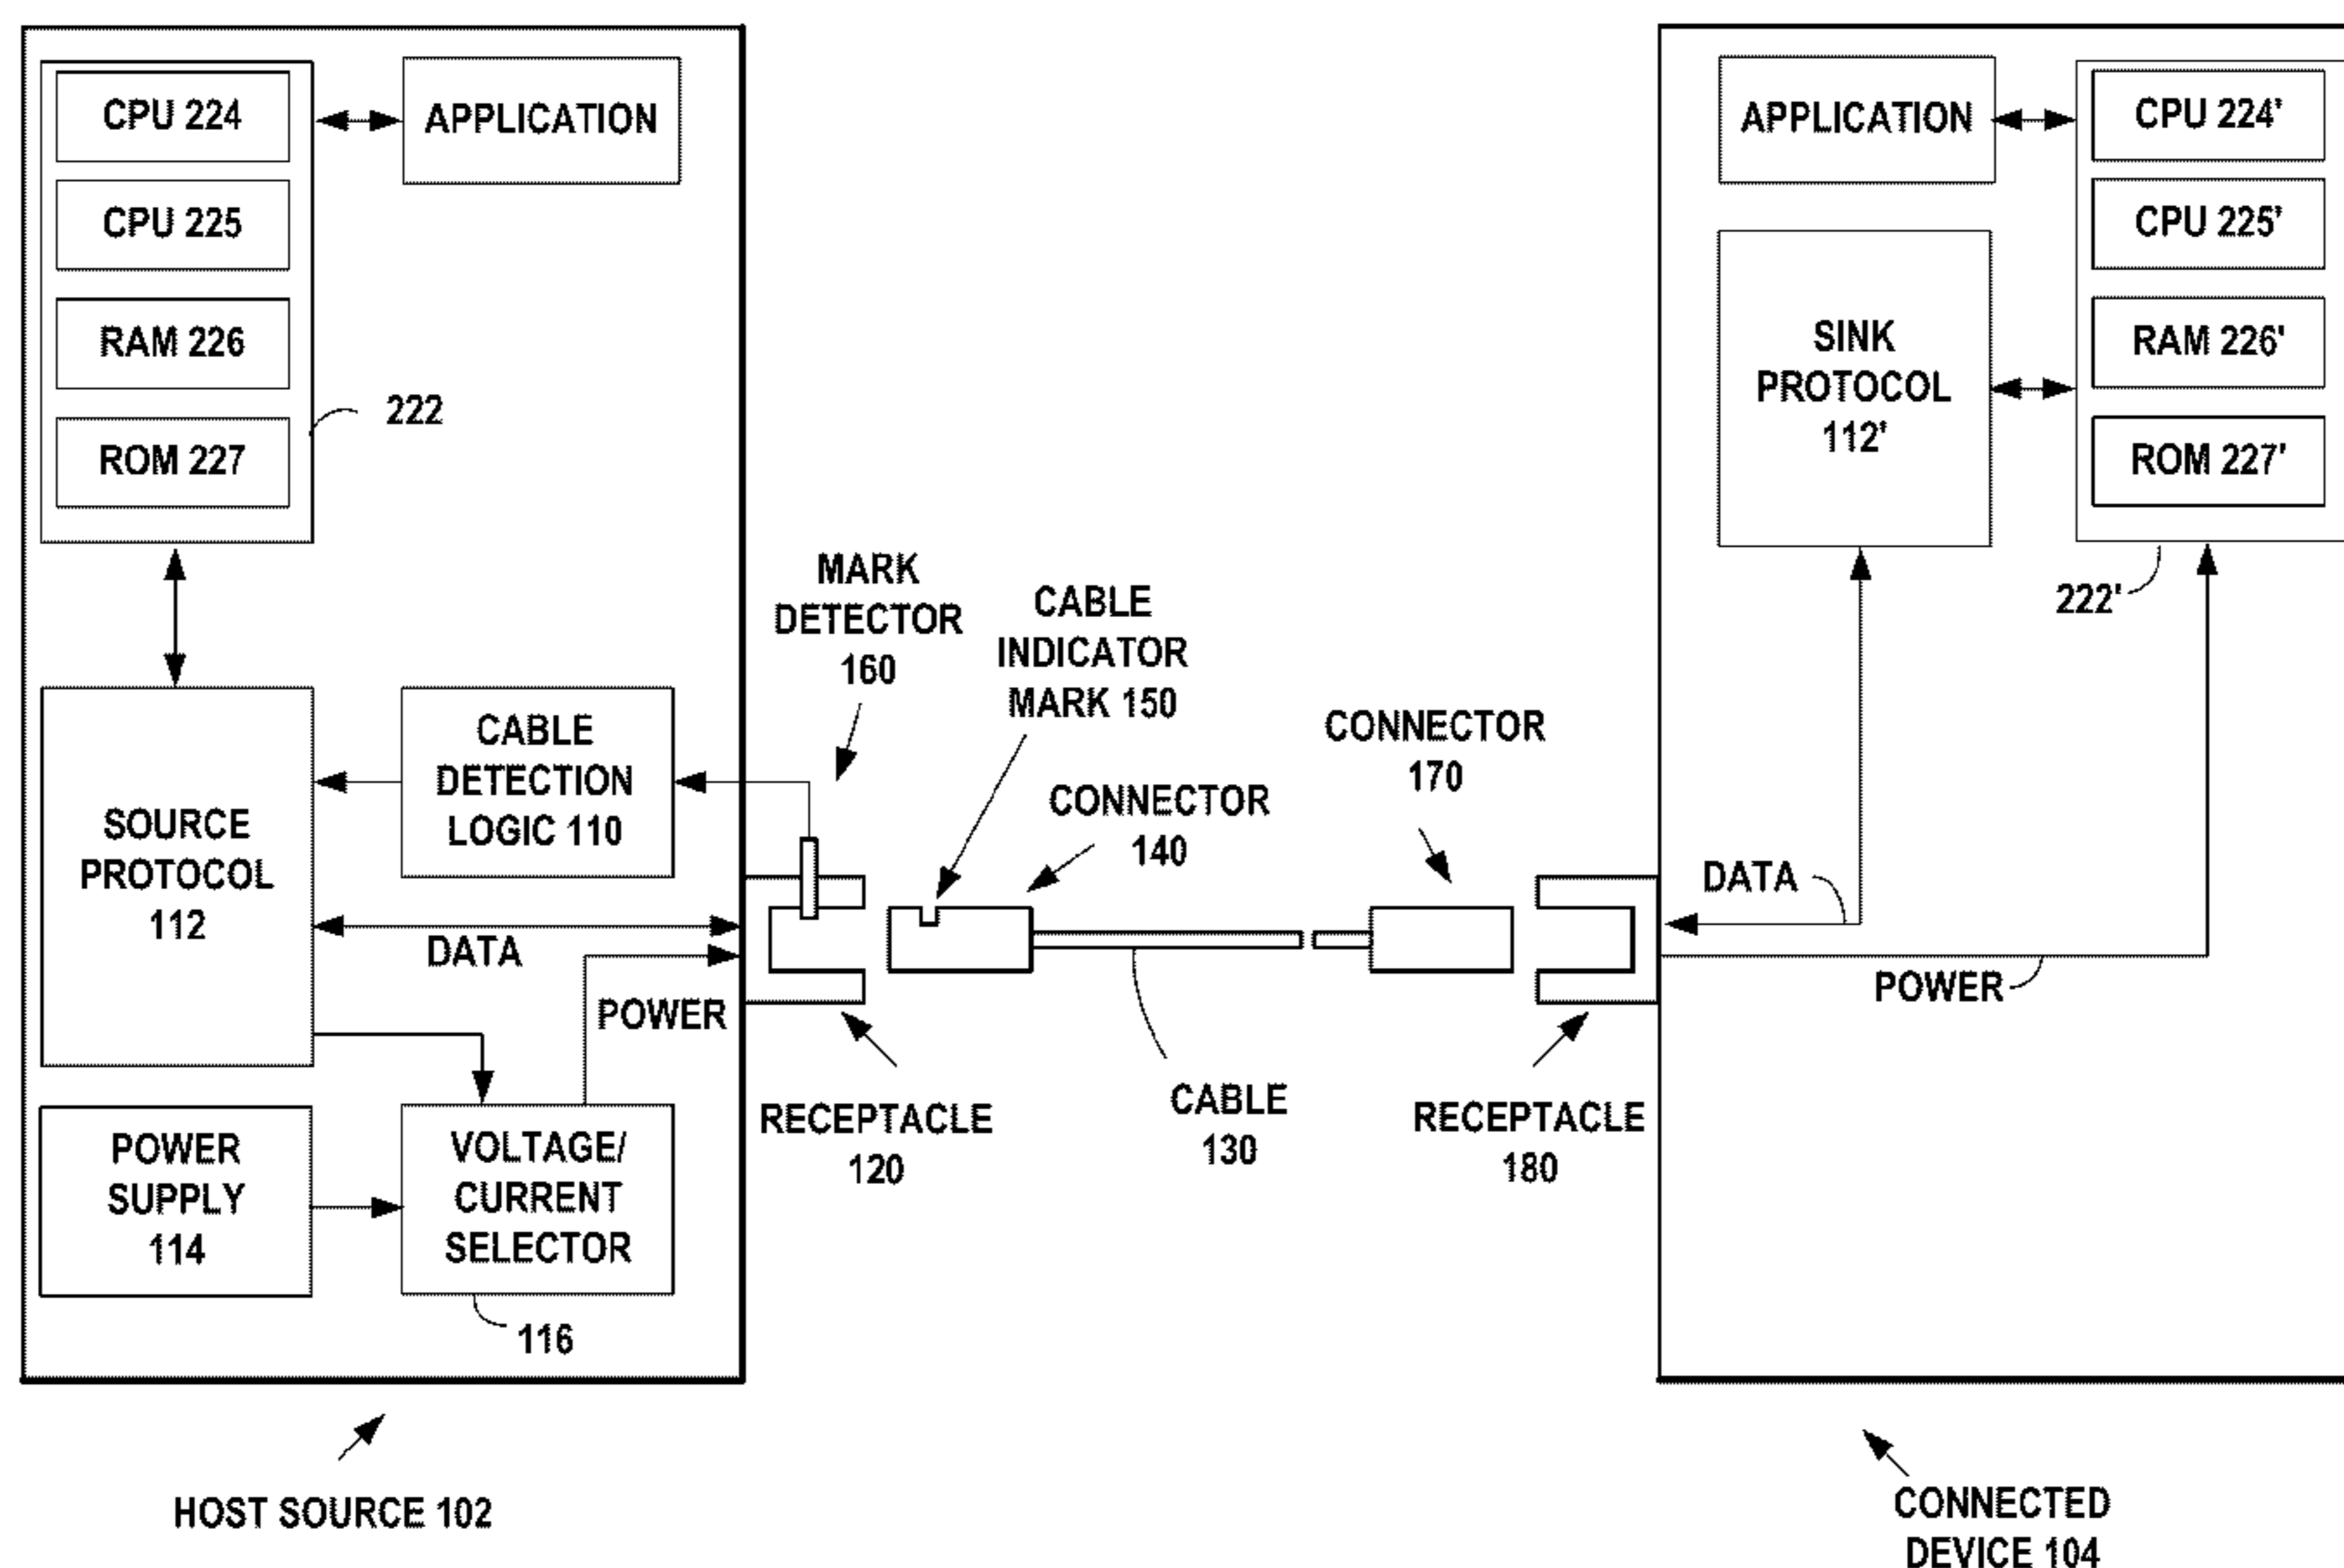 CPU 224
CPU 225
RAM 226
ROM 227
APPLICATION
222
SOURCE
PROTOCOL
112
CABLE
DETECTION
LOGIC 110
DATA
POWER
POWER
SUPPLY
114
VOLTAGE/
CURRENT
SELECTOR
116
HOST SOURCE 102
MARK
DETECTOR
160
CABLE
INDICATOR
MARK 150
CONNECTOR
140
CONNECTOR
170
RECEPTACLE
120
CABLE
130
RECEPTACLE
180
APPLICATION
CPU 224'
CPU 225'
RAM 226'
ROM 227'
SINK
PROTOCOL
112'
222'
DATA
POWER
CONNECTED
DEVICE 104